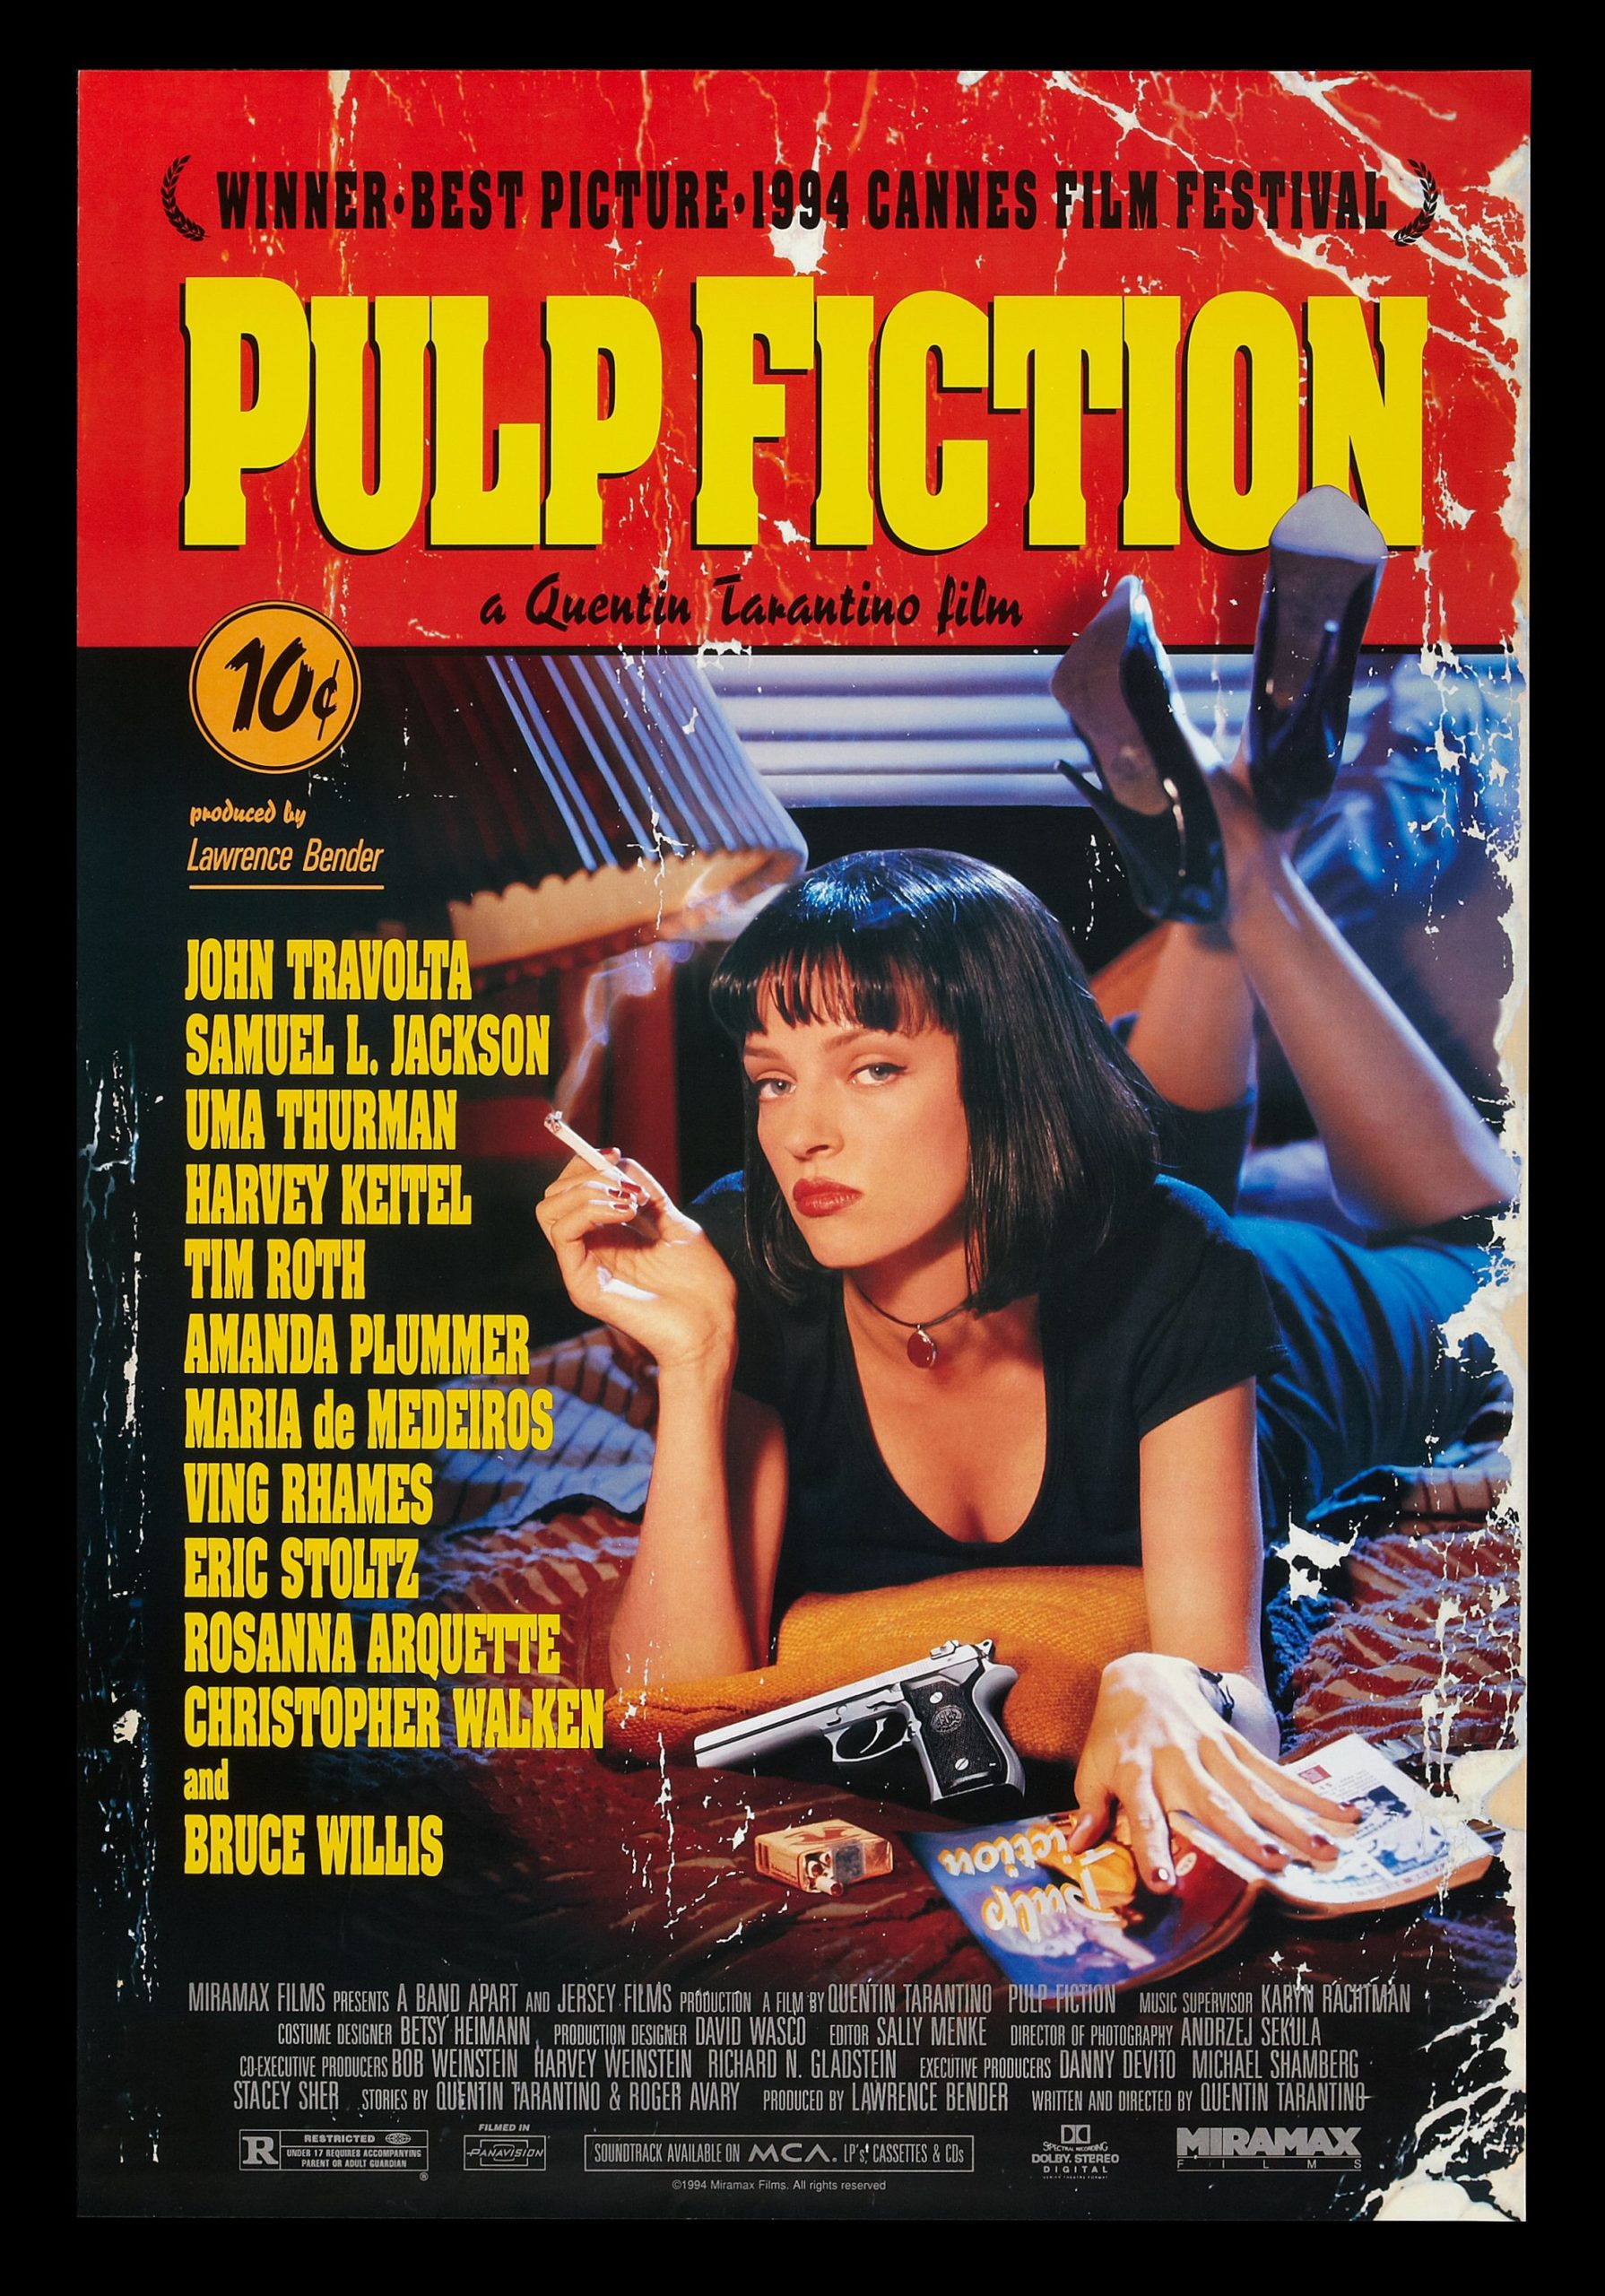 WINNER•BEST PICTURE•1994 CANNES FILM FESTIVAL
PULP FICTION
a Quentin Tarantino film
10¢
produced by
Lawrence Bender
JOHN TRAVOLTA
SAMUEL L. JACKSON
UMA THURMAN
HARVEY KEITEL
TIM ROTH
AMANDA PLUMMER
MARIA de MEDEIROS
VING RHAMES
ERIC STOLTZ
ROSANNA ARQUETTE
CHRISTOPHER WALKEN
and
BRUCE WILLIS
Pulp
Fiction
MIRAMAX FILMS PRESENTS A BAND APART AND JERSEY FILMS PRODUCTION A FILM BY QUENTIN TARANTINO PULP FICTION MUSIC SUPERVISOR KARYN RACHTMAN
COSTUME DESIGNER BETSY HEIMANN PRODUCTION DESIGNER DAVID WASCO EDITOR SALLY MENKE DIRECTOR OF PHOTOGRAPHY ANDRZEJ SEKULA
CO-EXECUTIVE PRODUCERS BOB WEINSTEIN HARVEY WEINSTEIN RICHARD N. GLADSTEIN EXECUTIVE PRODUCERS DANNY DEVITO MICHAEL SHAMBERG
STACEY SHER STORIES BY QUENTIN TARANTINO & ROGER AVARY PRODUCED BY LAWRENCE BENDER WRITTEN AND DIRECTED BY QUENTIN TARANTINO
R RESTRICTED
UNDER 17 REQUIRES ACCOMPANYING
PARENT OR ADULT GUARDIAN
®
FILMED IN
PANAVISION
SOUNDTRACK AVAILABLE ON MCA. LP's, CASSETTES & CDs
SPECTRAL RECORDING
DOLBY STEREO
DIGITAL
MIRAMAX
FILMS
©1994 Miramax Films. All rights reserved